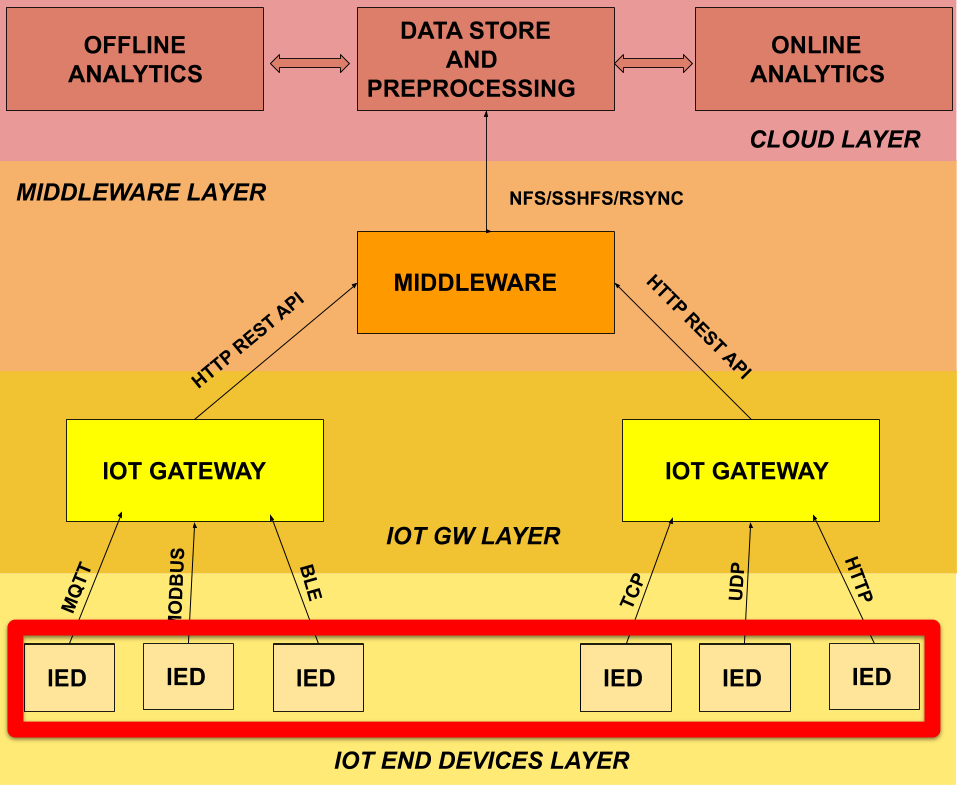 OFFLINE
ANALYTICS
DATA STORE
AND
PREPROCESSING
ONLINE
ANALYTICS
CLOUD LAYER
MIDDLEWARE LAYER
NFS/SSHFS/RSYNC
MIDDLEWARE
HTTP REST API
HTTP REST API
IOT GATEWAY
IOT GATEWAY
IOT GW LAYER
MQTT
MODBUS
BLE
TCP
UDP
HTTP
IED
IED
IED
IED
IED
IED
IOT END DEVICES LAYER